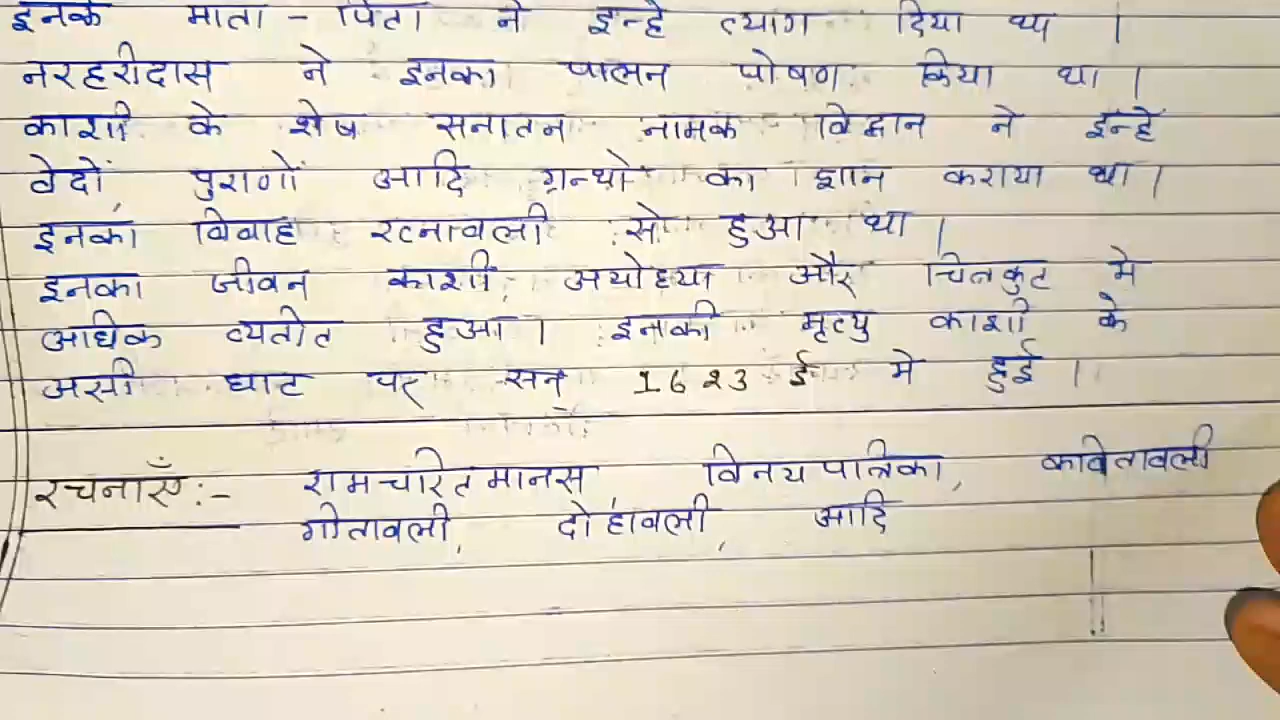 इनके माता - पिता ने इन्हे त्याग दिया था ।
नरहरीदास ने इनका पालन पोषण किया था ।
काशी के शेष सनातन नामक विद्वान ने इन्हें
वेदों, पुराणों आदि ग्रन्थो का ज्ञान कराया था ।
इनका विवाह रत्नावली से हुआ था ।
इनका जीवन काशी, अयोध्या और चित्रकुट मे
अधिक व्यतीत हुआ । इनकी मृत्यु काशी के
असी घाट पर सन् 1623 ई मे हुई ।
रचनाएँ :- रामचरितमानस विनयपत्रिका, कवितावली
गीतावली, दोहावली, आदि